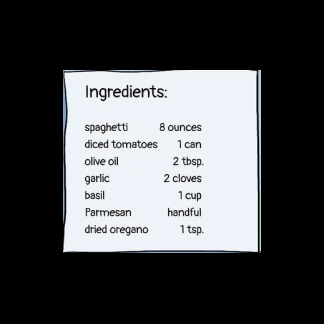 Ingredients:
spaghetti 8 ounces
diced tomatoes 1 can
olive oil 2 tbsp.
garlic 2 cloves
basil 1 cup
Parmesan handful
dried oregano 1 tsp.